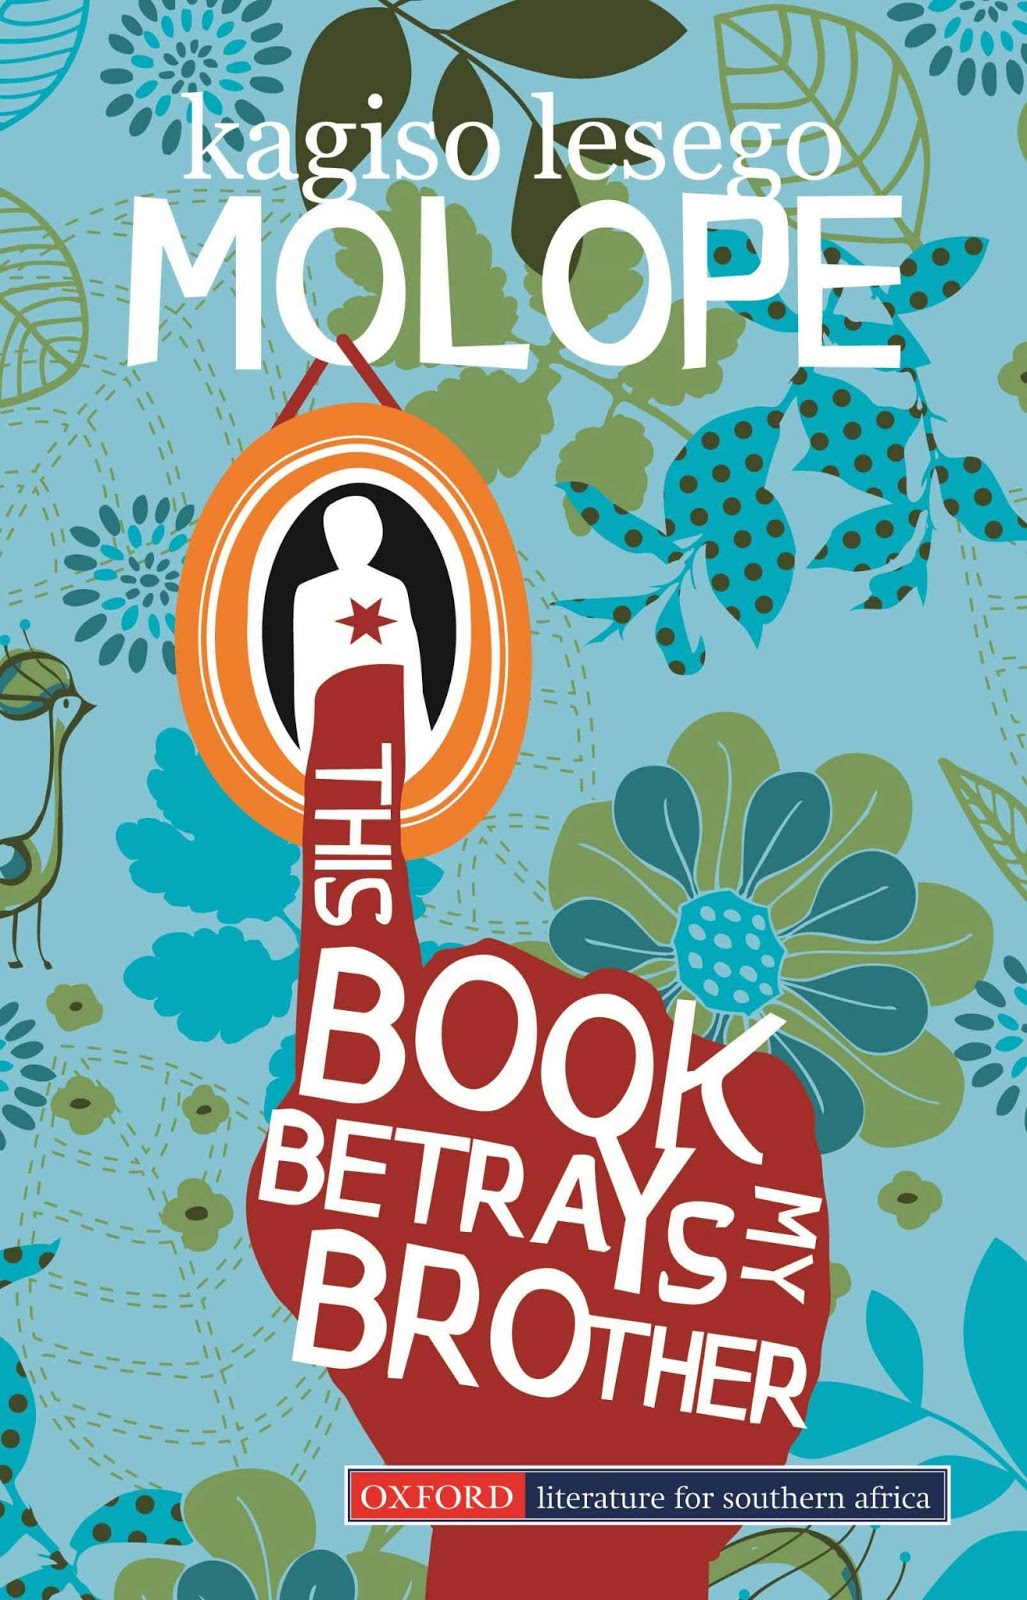 kagiso lesego
MOLOPE
THIS
BOOK
BETRAYS
MY
BROTHER
OXFORD literature for southern africa